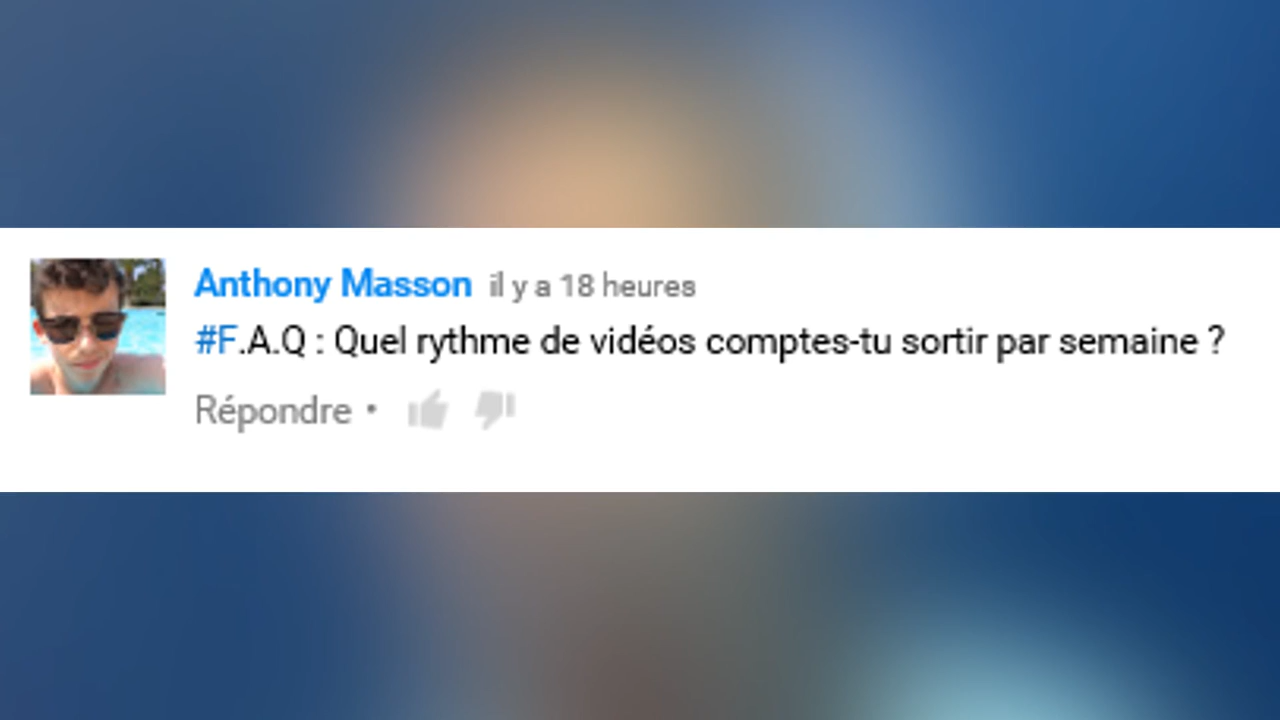 Anthony Masson il y a 18 heures
#F.A.Q : Quel rythme de vidéos comptes-tu sortir par semaine ?
Répondre •